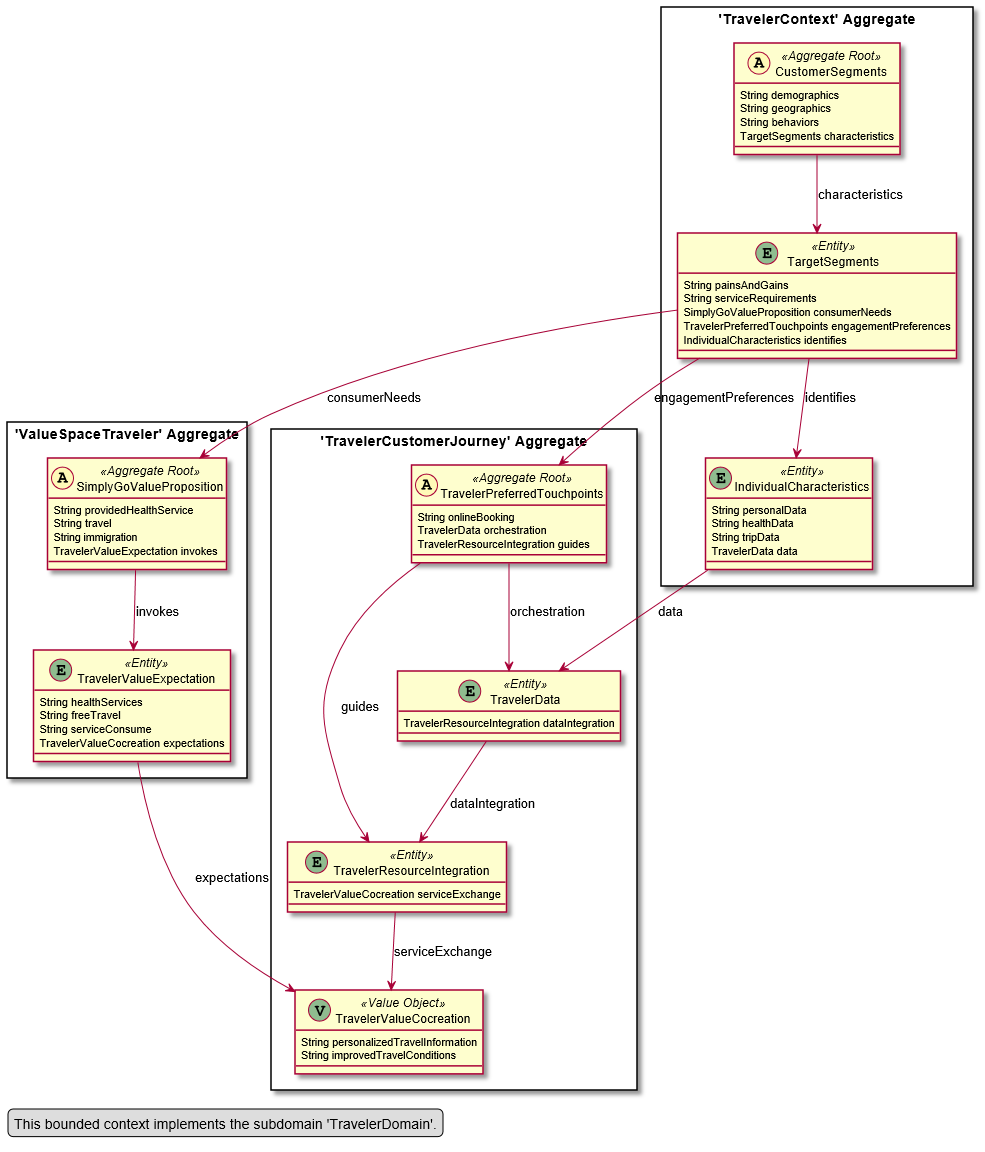 'TravelerContext' Aggregate
A «Aggregate Root»
CustomerSegments
String demographics
String geographics
String behaviors
TargetSegments characteristics
characteristics
E «Entity»
TargetSegments
String painsAndGains
String serviceRequirements
SimplyGoValueProposition consumerNeeds
TravelerPreferredTouchpoints engagementPreferences
IndividualCharacteristics identifies
consumerNeeds
engagementPreferences
identifies
'ValueSpaceTraveler' Aggregate
A «Aggregate Root»
SimplyGoValueProposition
String providedHealthService
String travel
String immigration
TravelerValueExpectation invokes
invokes
E «Entity»
TravelerValueExpectation
String healthServices
String freeTravel
String serviceConsume
TravelerValueCocreation expectations
expectations
'TravelerCustomerJourney' Aggregate
A «Aggregate Root»
TravelerPreferredTouchpoints
String onlineBooking
TravelerData orchestration
TravelerResourceIntegration guides
E «Entity»
IndividualCharacteristics
String personalData
String healthData
String tripData
TravelerData data
orchestration
data
guides
E «Entity»
TravelerData
TravelerResourceIntegration dataIntegration
dataIntegration
E «Entity»
TravelerResourceIntegration
TravelerValueCocreation serviceExchange
serviceExchange
V «Value Object»
TravelerValueCocreation
String personalizedTravelInformation
String improvedTravelConditions
This bounded context implements the subdomain 'TravelerDomain'.